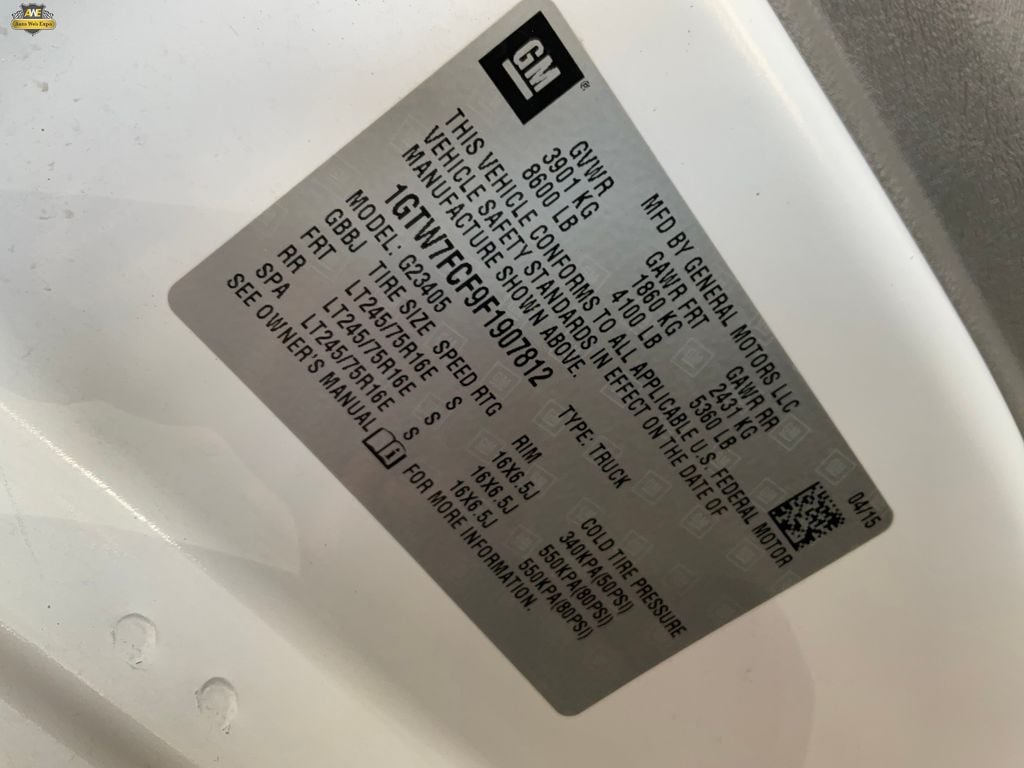 AWE
Auto Web Expo
GM
®
MFD BY GENERAL MOTORS LLC 04/15
GVWR GAWR FRT GAWR RR
3901 KG 1860 KG 2431 KG
8600 LB 4100 LB 5360 LB
THIS VEHICLE CONFORMS TO ALL APPLICABLE U.S. FEDERAL MOTOR
VEHICLE SAFETY STANDARDS IN EFFECT ON THE DATE OF
MANUFACTURE SHOWN ABOVE.
1GTW7FCF9F1907812 TYPE: TRUCK
MODEL: G23405
GBBJ TIRE SIZE SPEED RTG RIM COLD TIRE PRESSURE
FRT LT245/75R16E S 16X6.5J 340KPA(50PSI)
RR LT245/75R16E S 16X6.5J 550KPA(80PSI)
SPA LT245/75R16E S 16X6.5J 550KPA(80PSI)
SEE OWNER'S MANUAL FOR MORE INFORMATION.